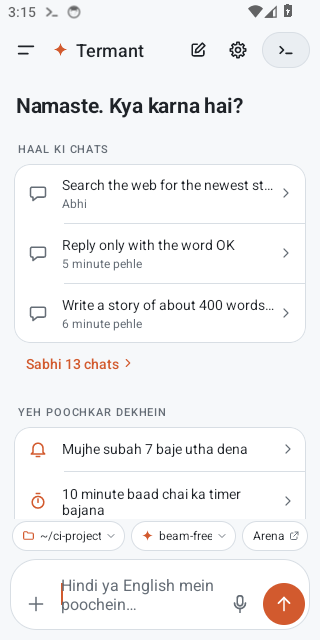 3:15
Termant
Namaste. Kya karna hai?
HAAL KI CHATS
Search the web for the newest st...
Abhi
Reply only with the word OK
5 minute pehle
Write a story of about 400 words...
6 minute pehle
Sabhi 13 chats
YEH POOCHKAR DEKHEIN
Mujhe subah 7 baje utha dena
10 minute baad chai ka timer
bajana
~/ci-project
beam-free
Arena
Hindi ya English mein
poochein...